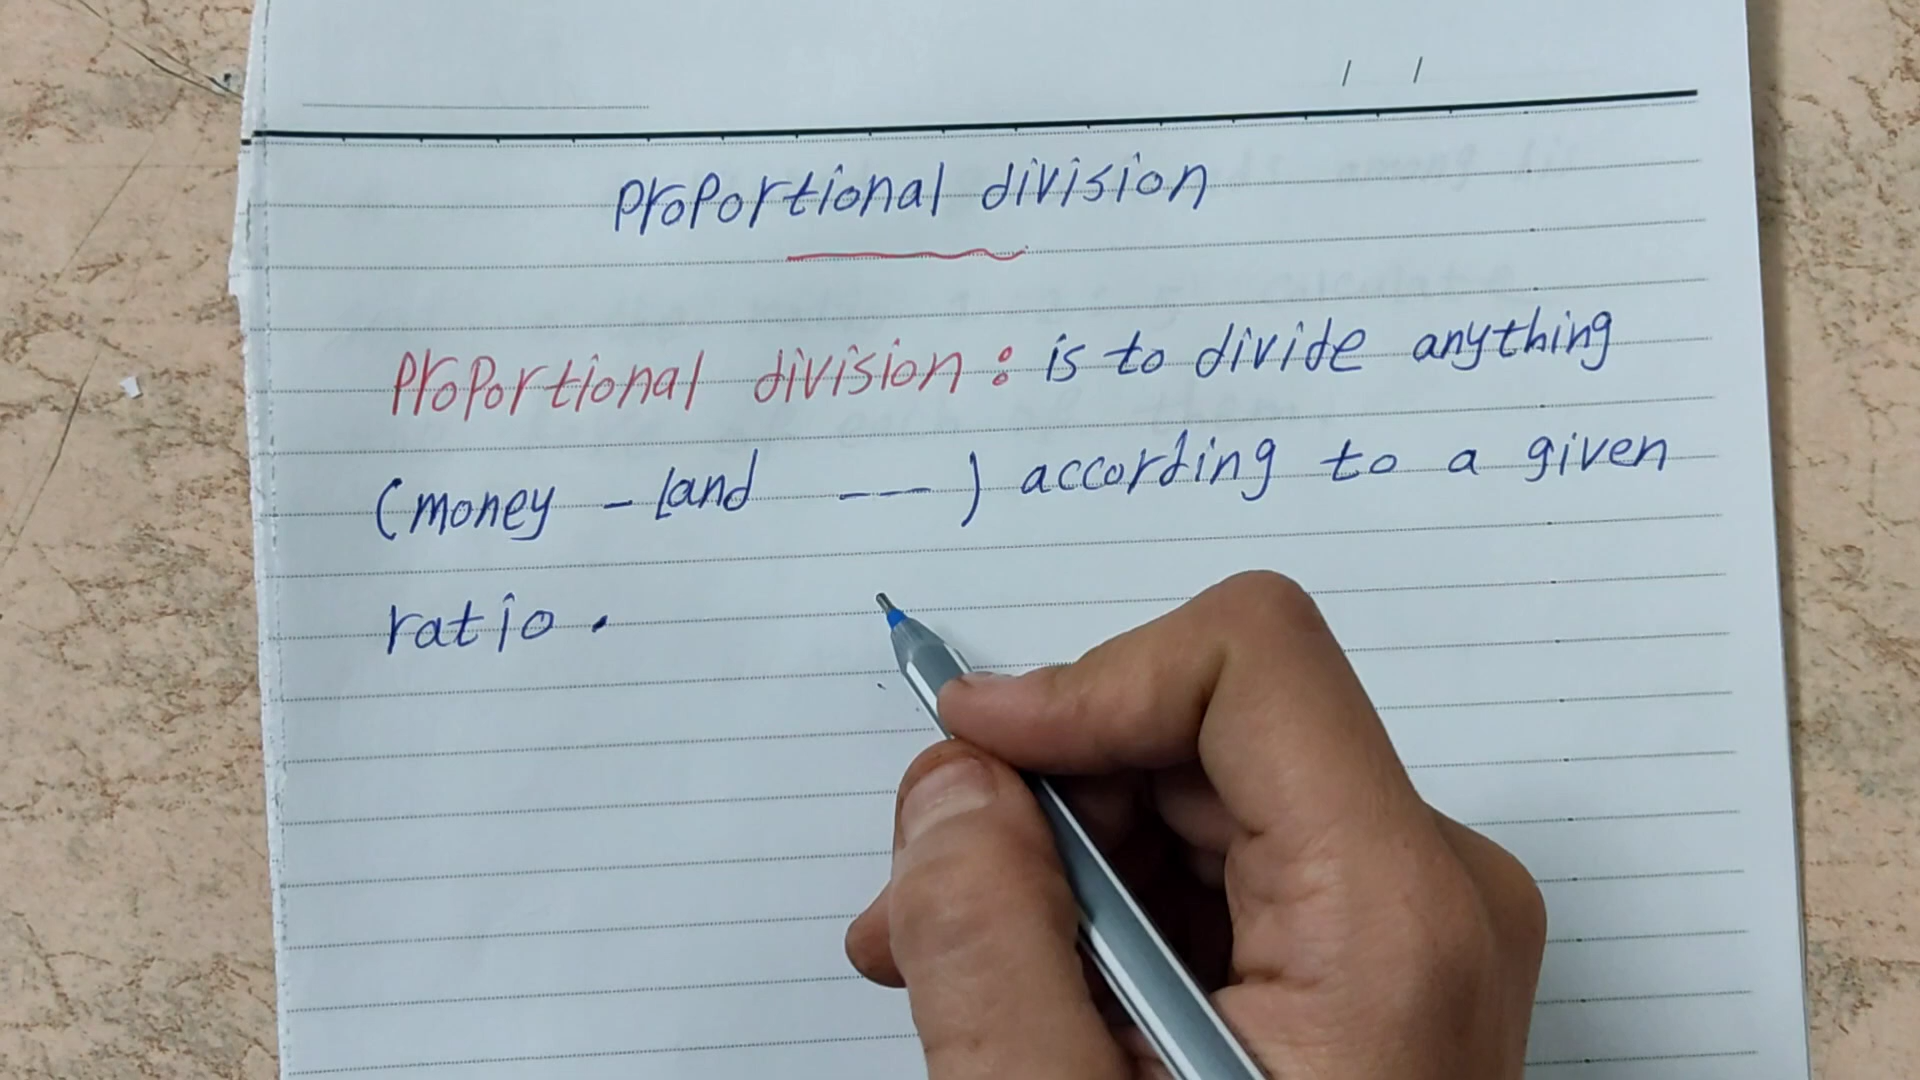 Proportional division
Proportional division : is to divide anything
(money - land ---) according to a given
ratio .